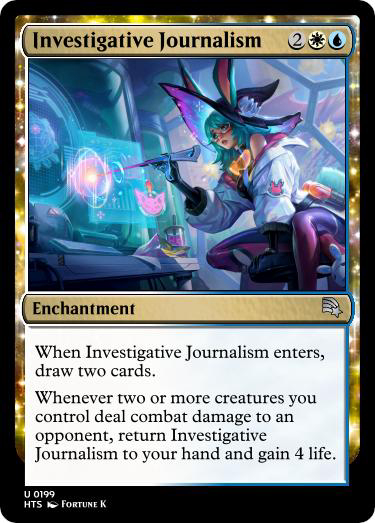 Investigative Journalism 2
Enchantment
When Investigative Journalism enters,
draw two cards.
Whenever two or more creatures you
control deal combat damage to an
opponent, return Investigative
Journalism to your hand and gain 4 life.
U 0199
HTS Fortune K